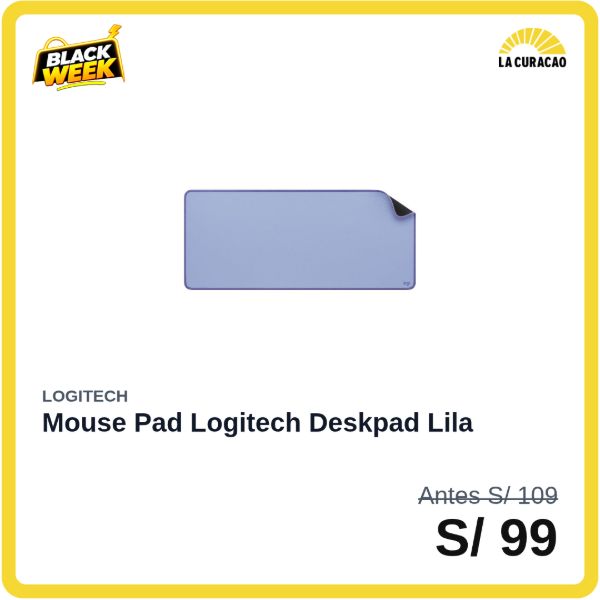 BLACK
WEEK
LA CURACAO
LOGITECH
Mouse Pad Logitech Deskpad Lila
Antes S/ 109
S/ 99